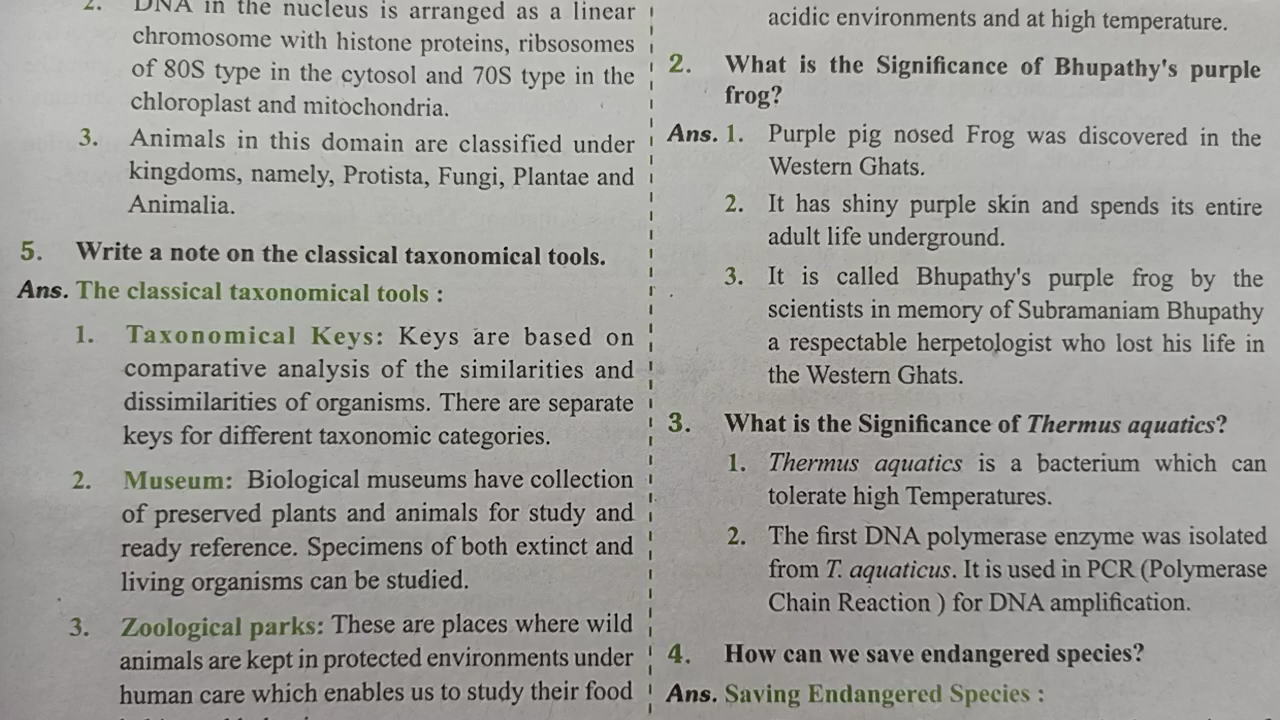 2. DNA in the nucleus is arranged as a linear
chromosome with histone proteins, ribsosomes
of 80S type in the cytosol and 70S type in the
chloroplast and mitochondria.
3. Animals in this domain are classified under
kingdoms, namely, Protista, Fungi, Plantae and
Animalia.
5. Write a note on the classical taxonomical tools.
Ans. The classical taxonomical tools :
1. Taxonomical Keys: Keys are based on
comparative analysis of the similarities and
dissimilarities of organisms. There are separate
keys for different taxonomic categories.
2. Museum: Biological museums have collection
of preserved plants and animals for study and
ready reference. Specimens of both extinct and
living organisms can be studied.
3. Zoological parks: These are places where wild
animals are kept in protected environments under
human care which enables us to study their food
acidic environments and at high temperature.
2. What is the Significance of Bhupathy's purple
frog?
Ans. 1. Purple pig nosed Frog was discovered in the
Western Ghats.
2. It has shiny purple skin and spends its entire
adult life underground.
3. It is called Bhupathy's purple frog by the
scientists in memory of Subramaniam Bhupathy
a respectable herpetologist who lost his life in
the Western Ghats.
3. What is the Significance of Thermus aquatics?
1. Thermus aquatics is a bacterium which can
tolerate high Temperatures.
2. The first DNA polymerase enzyme was isolated
from T. aquaticus. It is used in PCR (Polymerase
Chain Reaction ) for DNA amplification.
4. How can we save endangered species?
Ans. Saving Endangered Species :